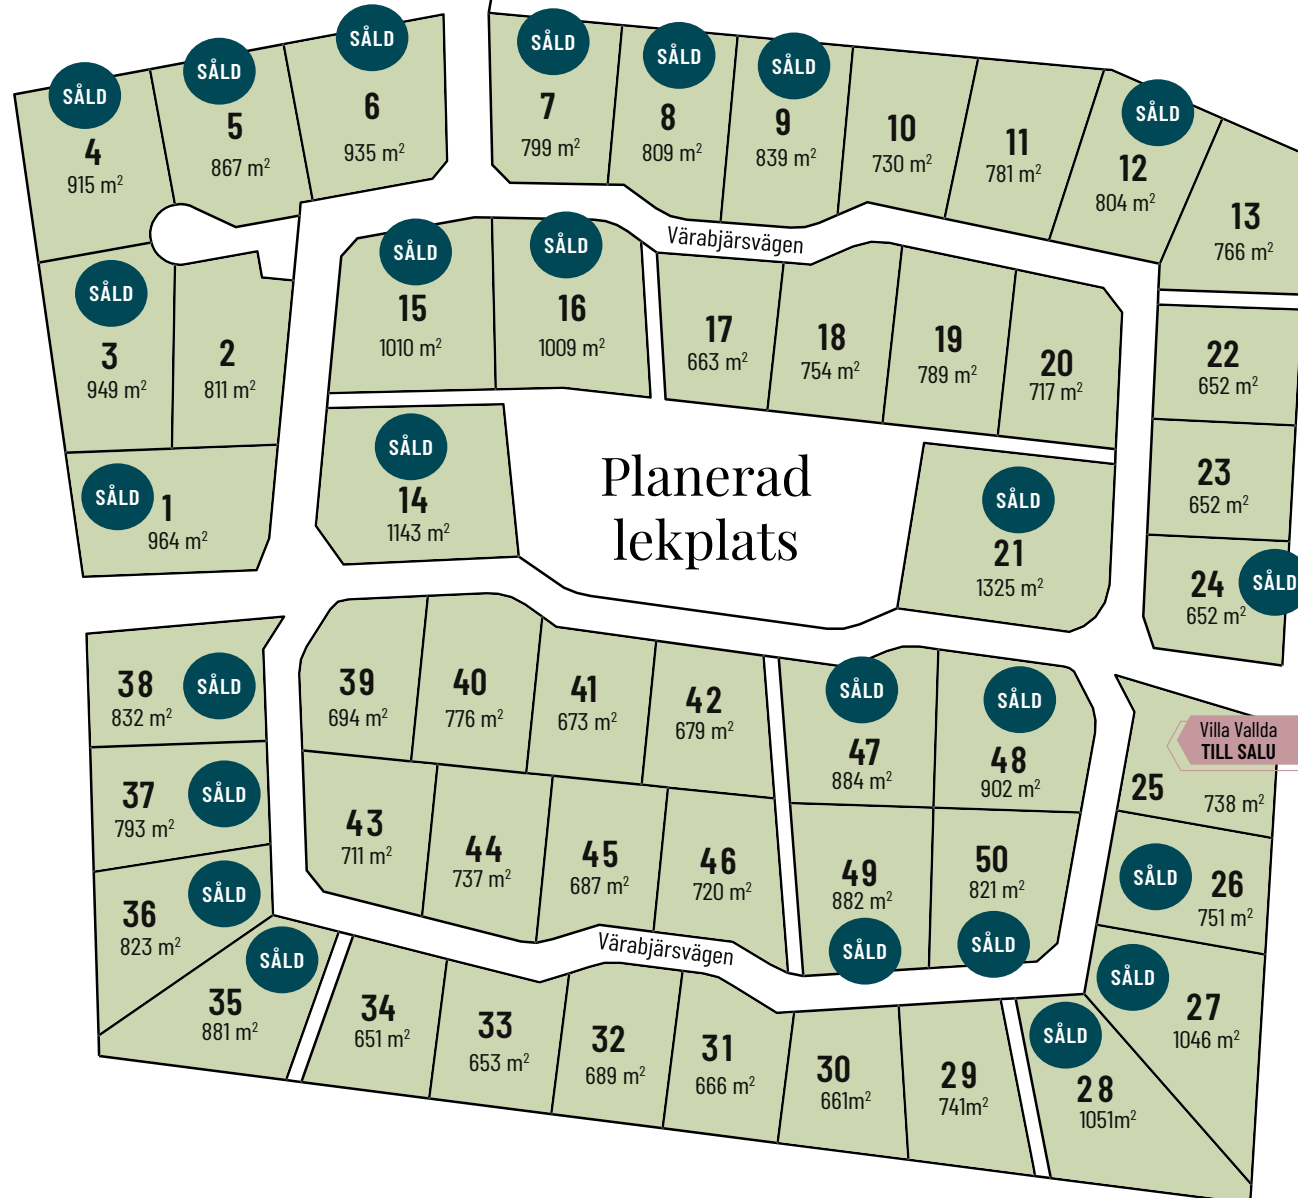 SÅLD
4
915 m²
SÅLD
5
867 m²
SÅLD
6
935 m²
SÅLD
7
799 m²
SÅLD
8
809 m²
SÅLD
9
839 m²
10
730 m²
11
781 m²
SÅLD
12
804 m²
13
766 m²
Värabjärsvägen
SÅLD
3
949 m²
2
811 m²
SÅLD
1
964 m²
SÅLD
15
1010 m²
SÅLD
16
1009 m²
17
663 m²
18
754 m²
19
789 m²
20
717 m²
22
652 m²
23
652 m²
24
652 m²
SÅLD
SÅLD
14
1143 m²
Planerad
lekplats
SÅLD
21
1325 m²
38
832 m²
SÅLD
37
793 m²
SÅLD
36
823 m²
SÅLD
SÅLD
35
881 m²
39
694 m²
40
776 m²
41
673 m²
42
679 m²
43
711 m²
44
737 m²
45
687 m²
46
720 m²
SÅLD
47
884 m²
SÅLD
48
902 m²
49
882 m²
SÅLD
50
821 m²
SÅLD
Villa Vallda
TILL SALU
25
738 m²
SÅLD
26
751 m²
SÅLD
27
1046 m²
SÅLD
28
1051m²
Värabjärsvägen
34
651 m²
33
653 m²
32
689 m²
31
666 m²
30
661m²
29
741m²